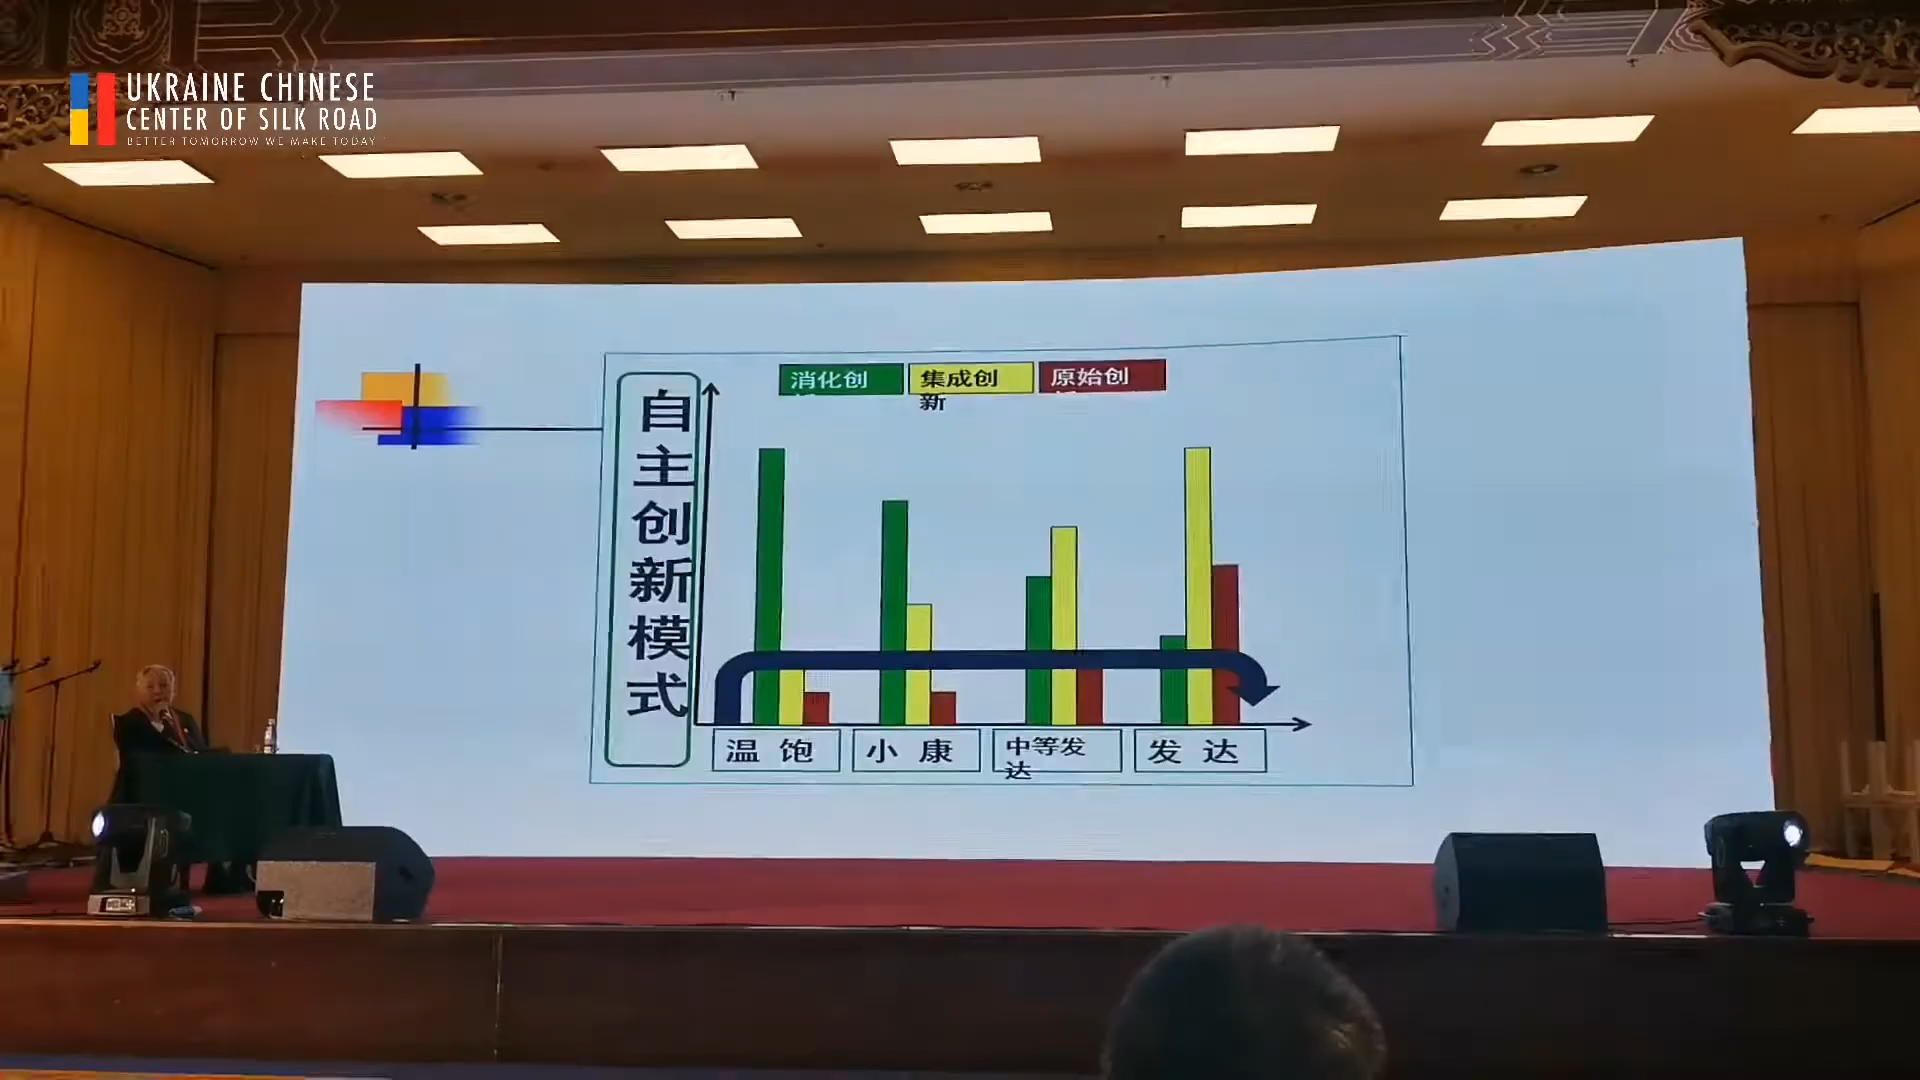 UKRAINE CHINESE
CENTER OF SILK ROAD
BETTER TOMORROW WE MAKE TODAY
消化创
集成创
新
原始创
自主创新模式
温饱
小康
中等发
达
发达